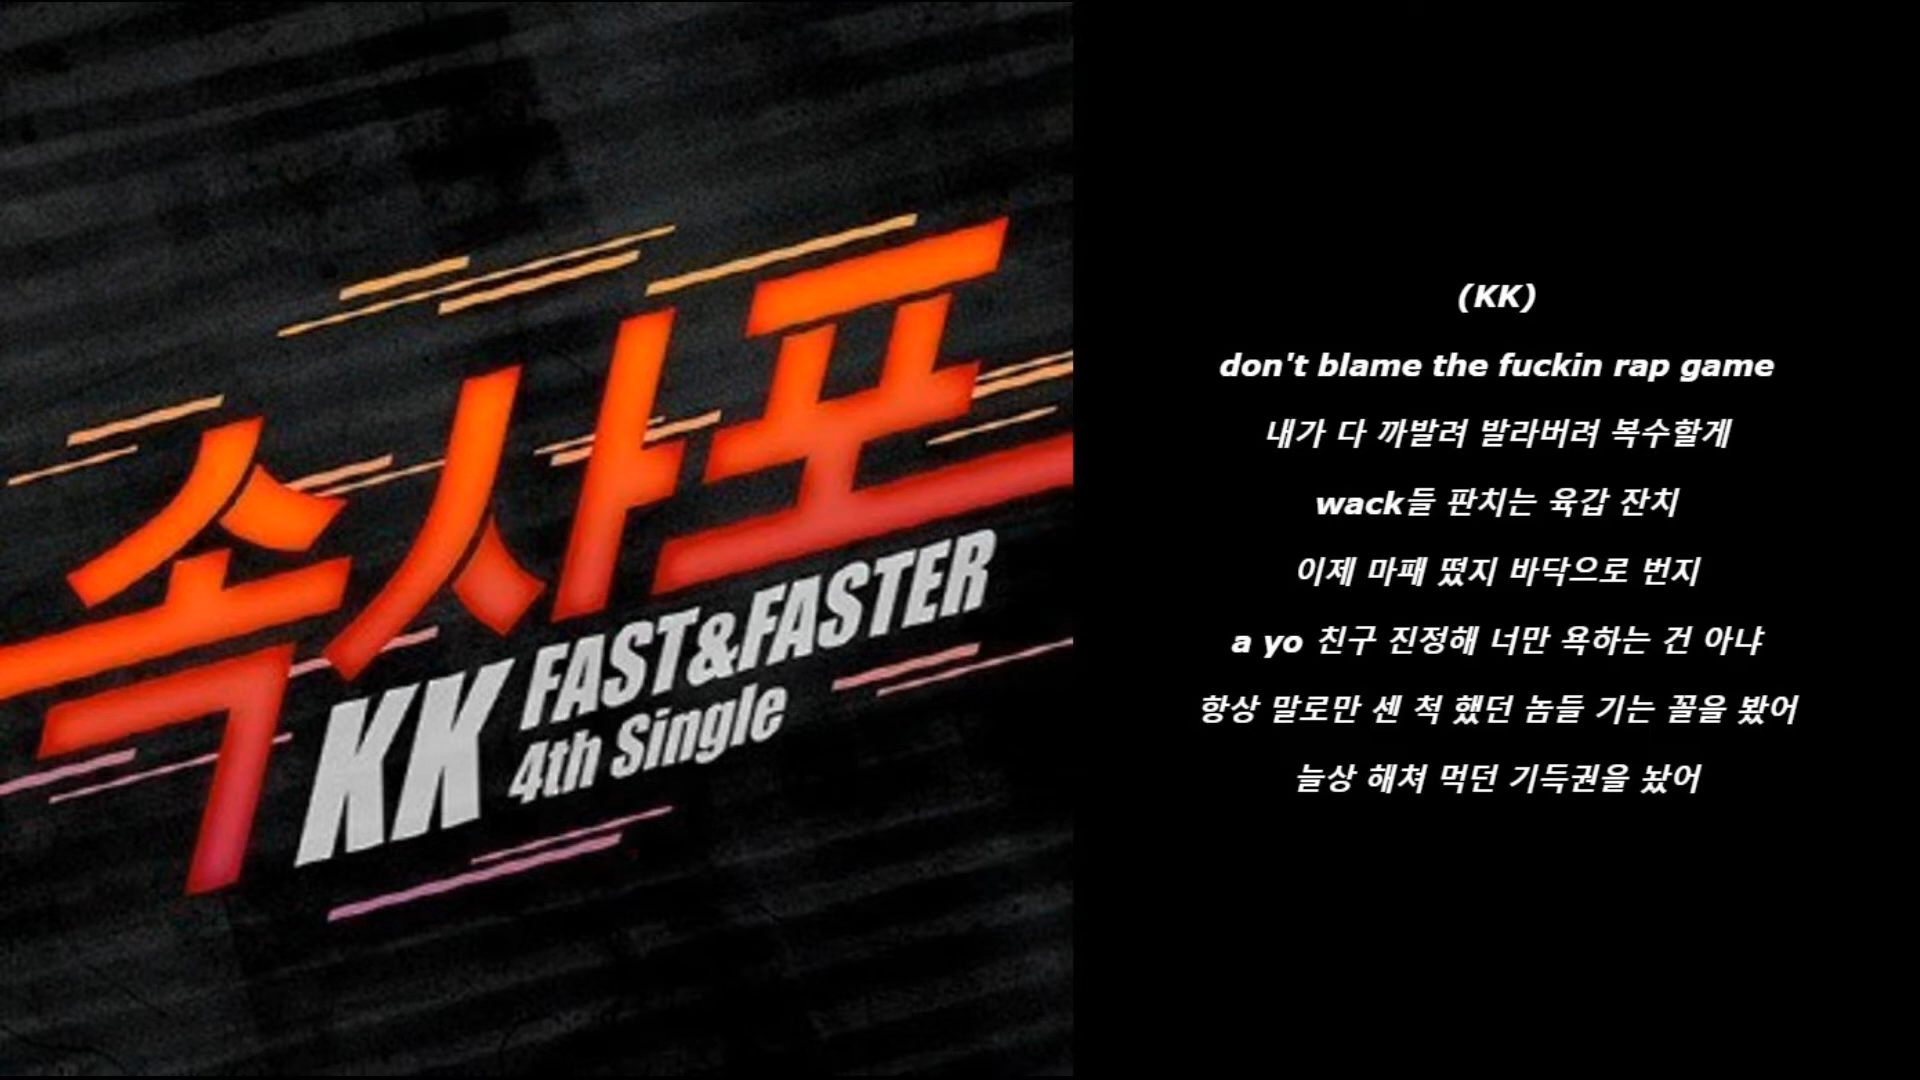 속사포
KK FAST&FASTER
4th Single
(KK)
don't blame the fuckin rap game
내가 다 까발려 발라버려 복수할게
wack들 판치는 육갑 잔치
이제 마패 떴지 바닥으로 번지
a yo 친구 진정해 너만 욕하는 건 아냐
항상 말로만 센 척 했던 놈들 기는 꼴을 봤어
늘상 해쳐 먹던 기득권을 놨어